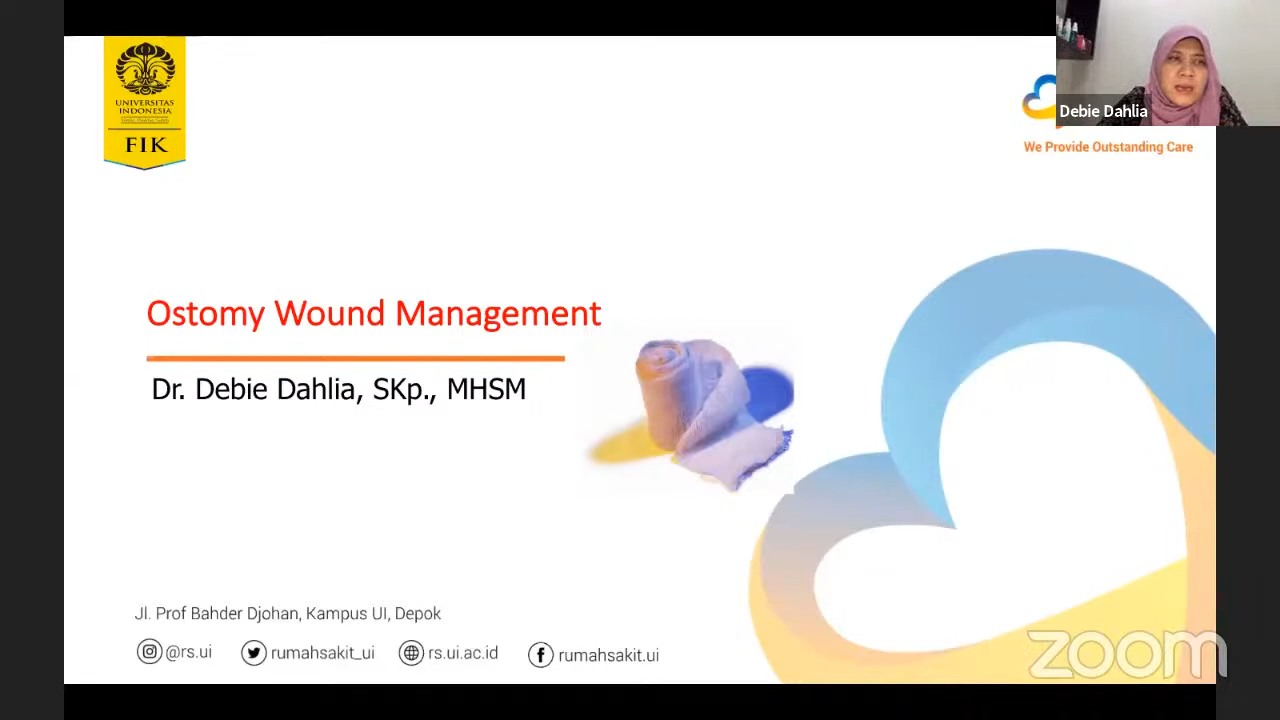 UNIVERSITAS
INDONESIA
FIK
Debie Dahlia
We Provide Outstanding Care
Ostomy Wound Management
Dr. Debie Dahlia, SKp., MHSM
Jl. Prof Bahder Djohan, Kampus UI, Depok
@rs.ui
rumahsakit_ui
rs.ui.ac.id
rumahsakit.ui
zoom